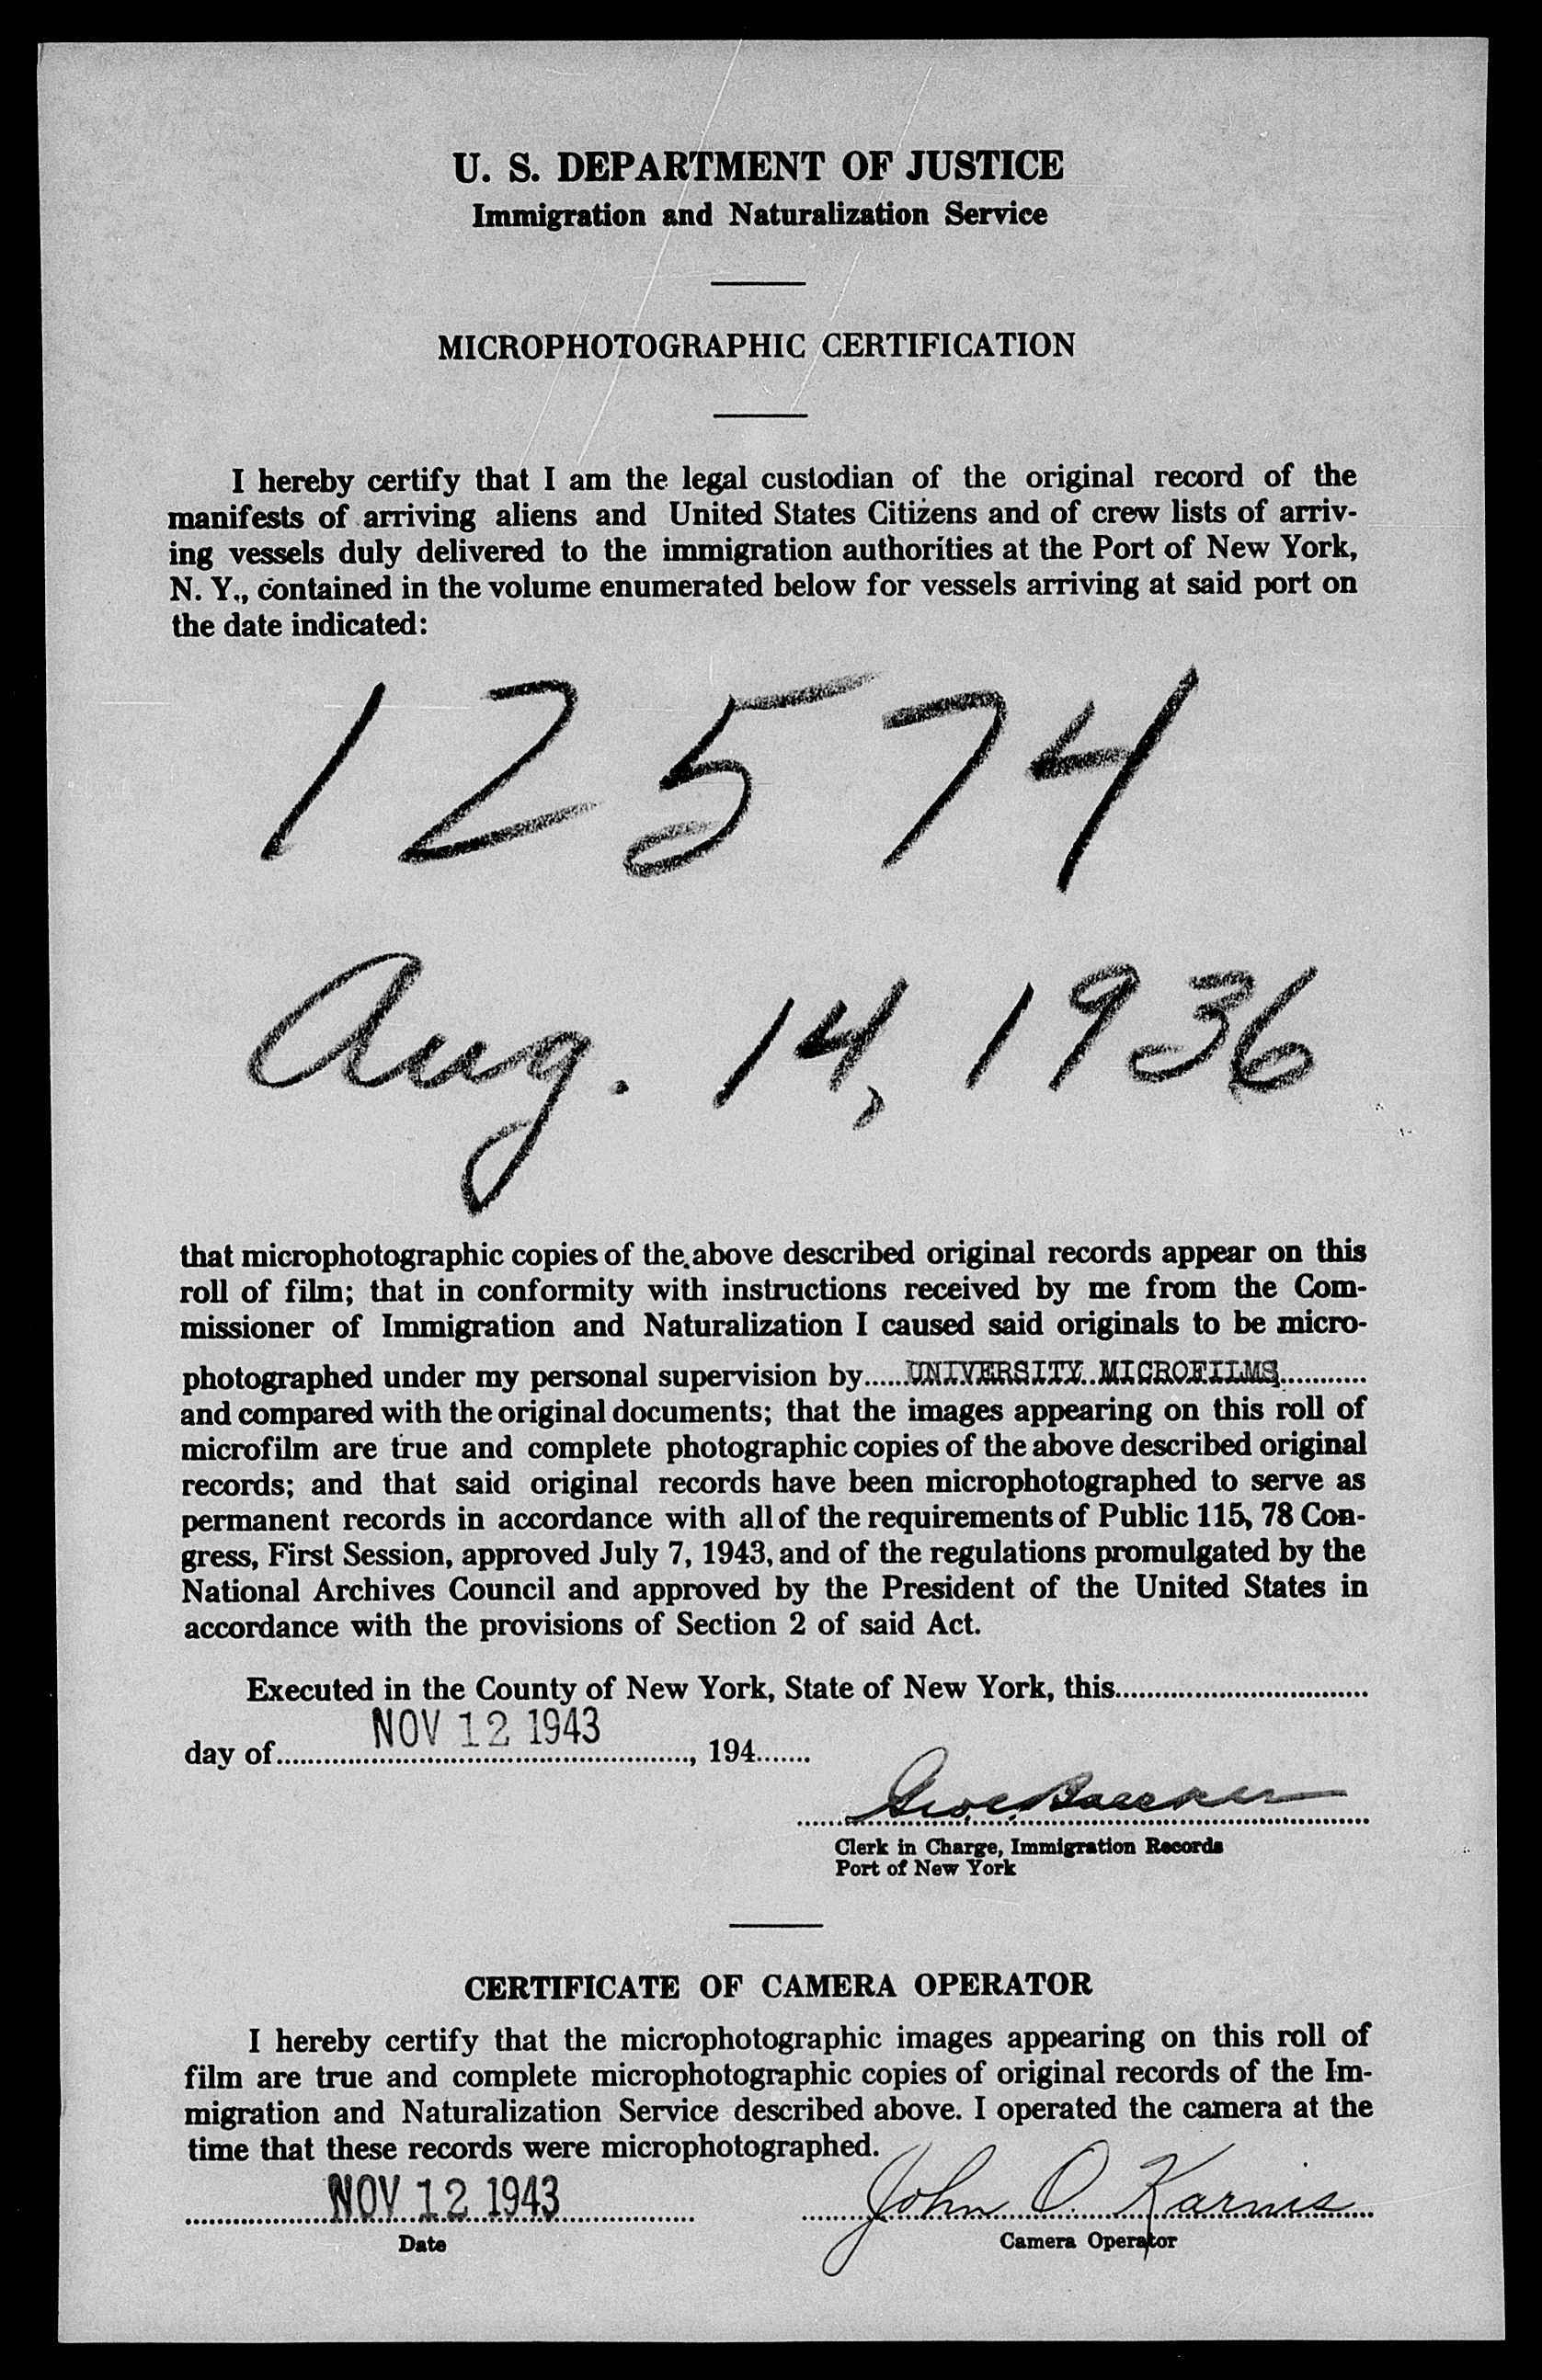 U. S. DEPARTMENT OF JUSTICE
Immigration and Naturalization Service
MICROPHOTOGRAPHIC CERTIFICATION
I hereby certify that I am the legal custodian of the original record of the
manifests of arriving aliens and United States Citizens and of crew lists of arriv-
ing vessels duly delivered to the immigration authorities at the Port of New York,
N. Y., contained in the volume enumerated below for vessels arriving at said port on
the date indicated:
12574
Aug. 14, 1936
that microphotographic copies of the above described original records appear on this
roll of film; that in conformity with instructions received by me from the Com-
missioner of Immigration and Naturalization I caused said originals to be micro-
photographed under my personal supervision by......UNIVERSITY MICROFILMS............
and compared with the original documents; that the images appearing on this roll of
microfilm are true and complete photographic copies of the above described original
records; and that said original records have been microphotographed to serve as
permanent records in accordance with all of the requirements of Public 115, 78 Con-
gress, First Session, approved July 7, 1943, and of the regulations promulgated by the
National Archives Council and approved by the President of the United States in
accordance with the provisions of Section 2 of said Act.
Executed in the County of New York, State of New York, this................................
day of NOV 12 1943, 194.......
Clerk in Charge, Immigration Records
Port of New York
CERTIFICATE OF CAMERA OPERATOR
I hereby certify that the microphotographic images appearing on this roll of
film are true and complete microphotographic copies of original records of the Im-
migration and Naturalization Service described above. I operated the camera at the
time that these records were microphotographed.
NOV 12 1943 John O. Karnis
Date Camera Operator